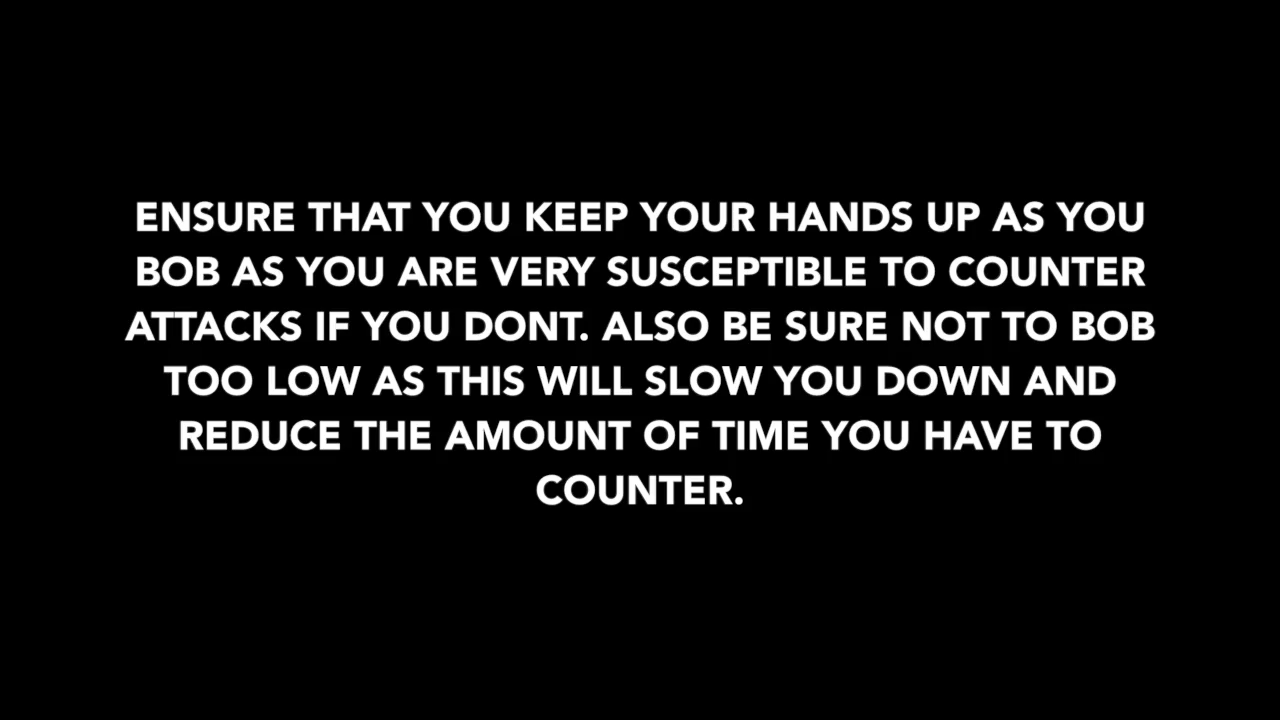 ENSURE THAT YOU KEEP YOUR HANDS UP AS YOU
BOB AS YOU ARE VERY SUSCEPTIBLE TO COUNTER
ATTACKS IF YOU DONT. ALSO BE SURE NOT TO BOB
TOO LOW AS THIS WILL SLOW YOU DOWN AND
REDUCE THE AMOUNT OF TIME YOU HAVE TO
COUNTER.